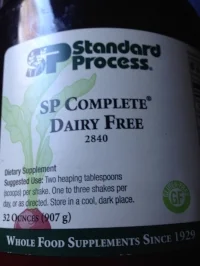 SP Standard
Process®
SP COMPLETE®
DAIRY FREE
2840
Dietary Supplement
Suggested Use: Two heaping tablespoons
(scoops) per shake. One to three shakes per
day, or as directed. Store in a cool, dark place.
32 OUNCES (907 g)
GF
WHOLE FOOD SUPPLEMENTS SINCE 1929